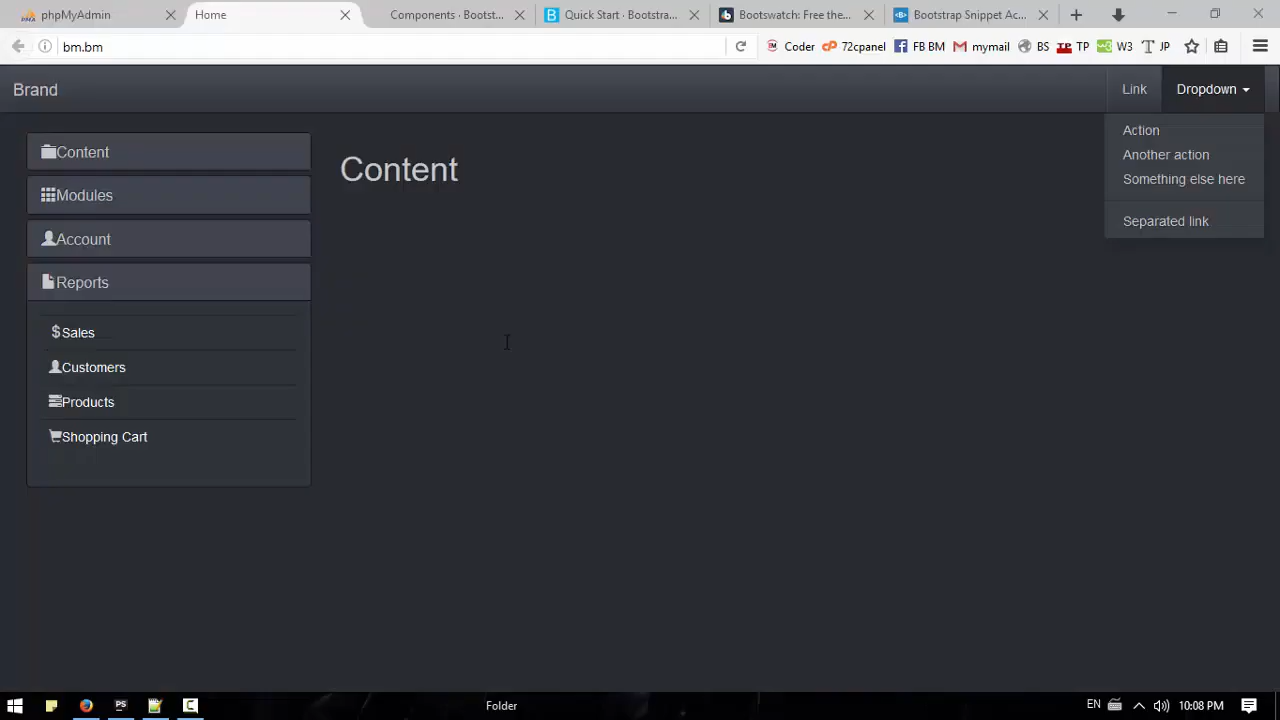 phpMyAdmin
Home
Components · Bootst...
Quick Start · Bootstra...
Bootswatch: Free the...
Bootstrap Snippet Ac...
bm.bm
Coder
72cpanel
FB BM
mymail
BS
TP
W3
JP
Brand
Link
Dropdown
Action
Another action
Something else here
Separated link
Content
Modules
Account
Reports
$Sales
Customers
Products
Shopping Cart
Content
Folder
EN
10:08 PM